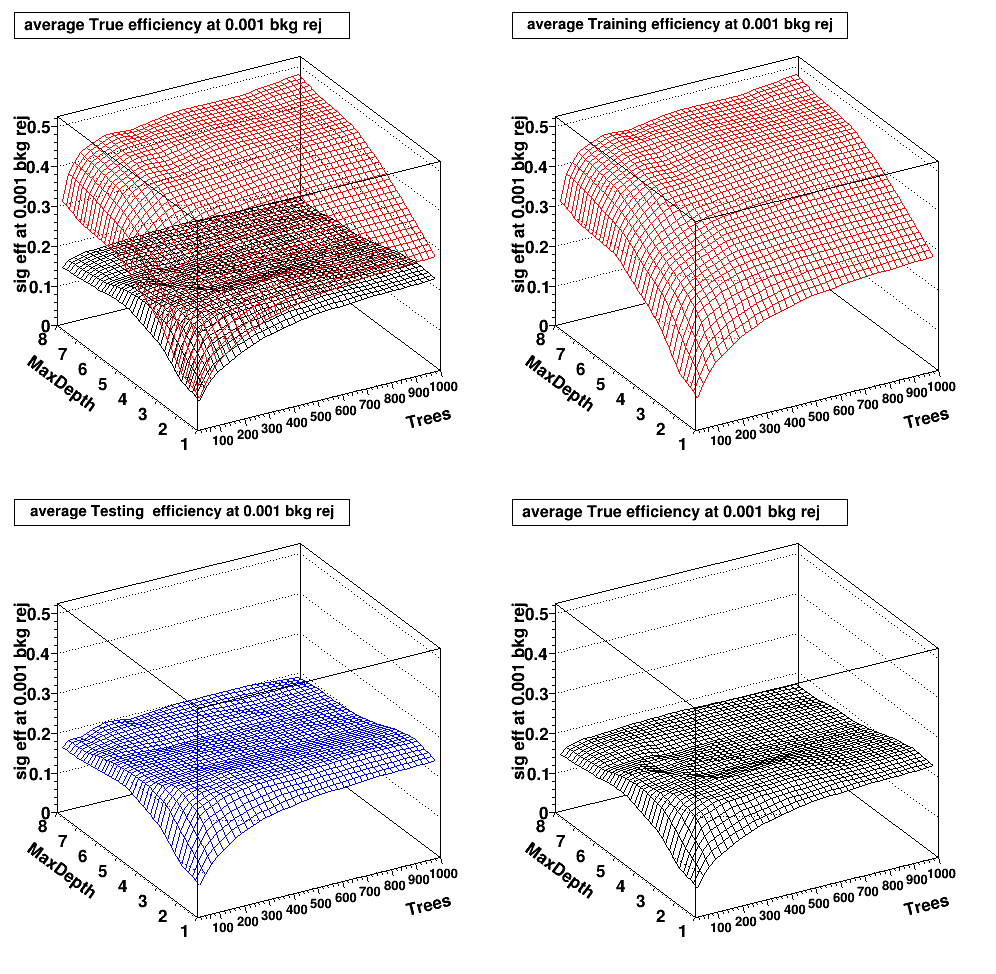 average True efficiency at 0.001 bkg rej
sig eff at 0.001 bkg rej
0.5
0.4
0.3
0.2
0.1
0
8
7
6
5
4
3
2
1
MaxDepth
100 200 300 400 500 600 700 800 900 1000
Trees
average Training efficiency at 0.001 bkg rej
sig eff at 0.001 bkg rej
0.5
0.4
0.3
0.2
0.1
0
8
7
6
5
4
3
2
1
MaxDepth
100 200 300 400 500 600 700 800 900 1000
Trees
average Testing  efficiency at 0.001 bkg rej
sig eff at 0.001 bkg rej
0.5
0.4
0.3
0.2
0.1
0
8
7
6
5
4
3
2
1
MaxDepth
100 200 300 400 500 600 700 800 900 1000
Trees
average True efficiency at 0.001 bkg rej
sig eff at 0.001 bkg rej
0.5
0.4
0.3
0.2
0.1
0
8
7
6
5
4
3
2
1
MaxDepth
100 200 300 400 500 600 700 800 900 1000
Trees